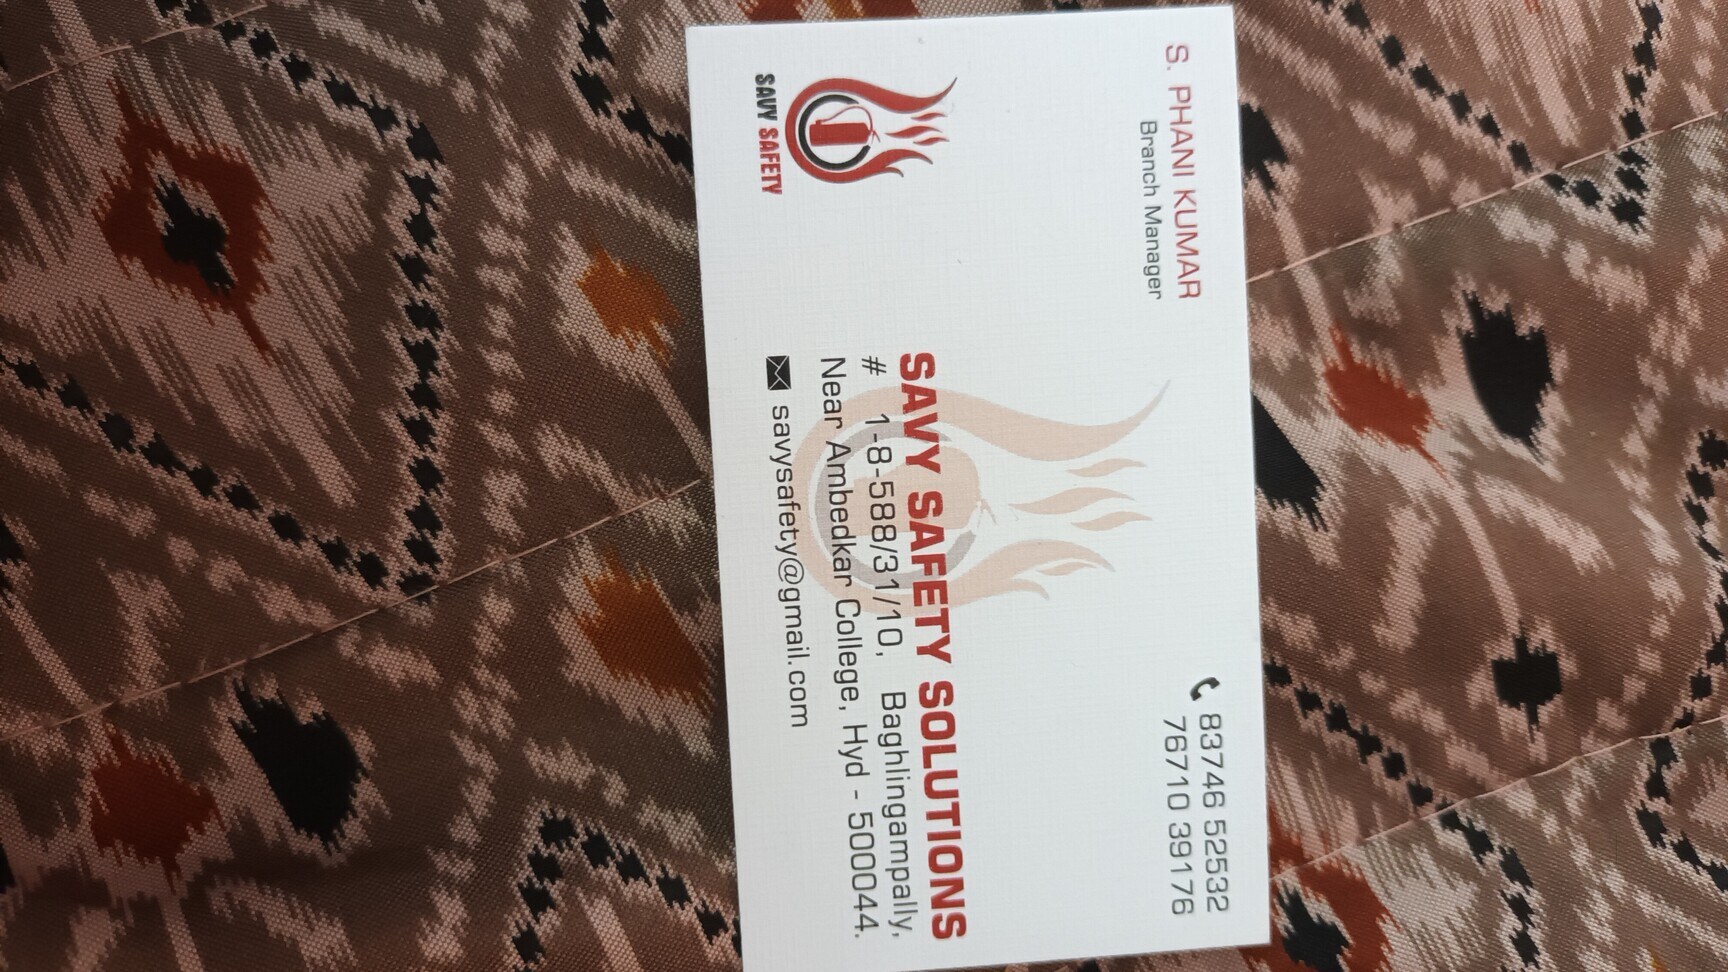 S. PHANI KUMAR
Branch Manager
83746 52532
76710 39176
SAVY SAFETY
SAVY SAFETY SOLUTIONS
# 1-8-588/31/10, Baghlingampally,
Near Ambedkar College, Hyd - 500044.
savysafety@gmail.com